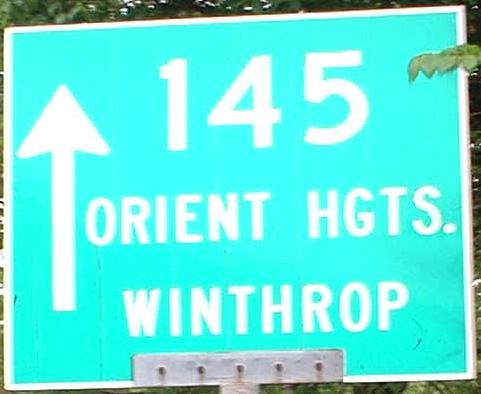 145
ORIENT HGTS.
WINTHROP